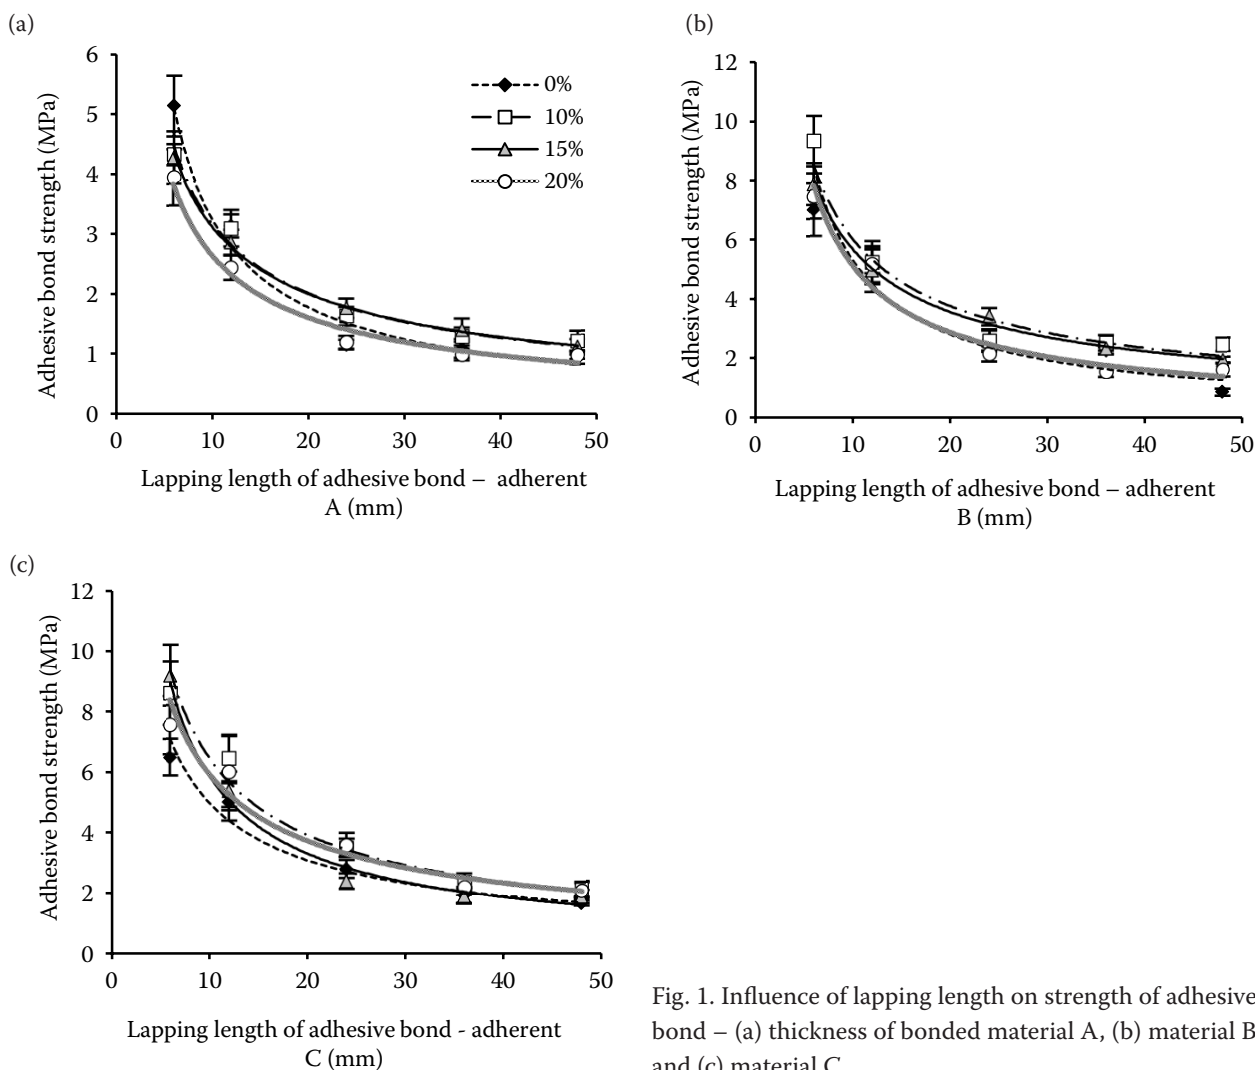 (a)
6
5
4
3
2
1
0
Adhesive bond strength (MPa)
0%
10%
15%
20%
0 10 20 30 40 50
Lapping length of adhesive bond – adherent
A (mm)
(b)
12
10
8
6
4
2
0
Adhesive bond strength (MPa)
0 10 20 30 40 50
Lapping length of adhesive bond – adherent
B (mm)
(c)
12
10
8
6
4
2
0
Adhesive bond strength (MPa)
0 10 20 30 40 50
Lapping length of adhesive bond - adherent
C (mm)
Fig. 1. Influence of lapping length on strength of adhesive
bond – (a) thickness of bonded material A, (b) material B
and (c) material C